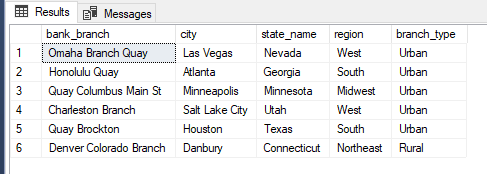 Results Messages
bank_branch city state_name region branch_type
1 Omaha Branch Quay Las Vegas Nevada West Urban
2 Honolulu Quay Atlanta Georgia South Urban
3 Quay Columbus Main St Minneapolis Minnesota Midwest Urban
4 Charleston Branch Salt Lake City Utah West Urban
5 Quay Brockton Houston Texas South Urban
6 Denver Colorado Branch Danbury Connecticut Northeast Rural